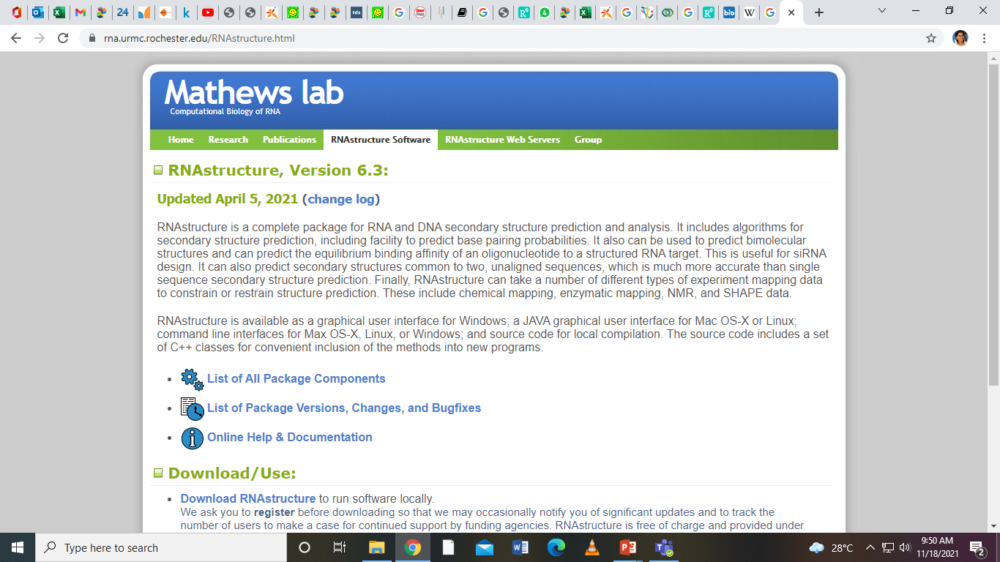 24
rna.urmc.rochester.edu/RNAstructure.html
Mathews lab
Computational Biology of RNA
Home Research Publications RNAstructure Software RNAstructure Web Servers Group
RNAstructure, Version 6.3:
Updated April 5, 2021 (change log)
RNAstructure is a complete package for RNA and DNA secondary structure prediction and analysis. It includes algorithms for
secondary structure prediction, including facility to predict base pairing probabilities. It also can be used to predict bimolecular
structures and can predict the equilibrium binding affinity of an oligonucleotide to a structured RNA target. This is useful for siRNA
design. It can also predict secondary structures common to two, unaligned sequences, which is much more accurate than single
sequence secondary structure prediction. Finally, RNAstructure can take a number of different types of experiment mapping data
to constrain or restrain structure prediction. These include chemical mapping, enzymatic mapping, NMR, and SHAPE data.
RNAstructure is available as a graphical user interface for Windows; a JAVA graphical user interface for Mac OS-X or Linux;
command line interfaces for Max OS-X, Linux, or Windows; and source code for local compilation. The source code includes a set
of C++ classes for convenient inclusion of the methods into new programs.
List of All Package Components
List of Package Versions, Changes, and Bugfixes
Online Help & Documentation
Download/Use:
Download RNAstructure to run software locally.
We ask you to register before downloading so that we may occasionally notify you of significant updates and to track the
number of users to make a case for continued support by funding agencies. RNAstructure is free of charge and provided under
Type here to search
28°C
9:50 AM
11/18/2021
2